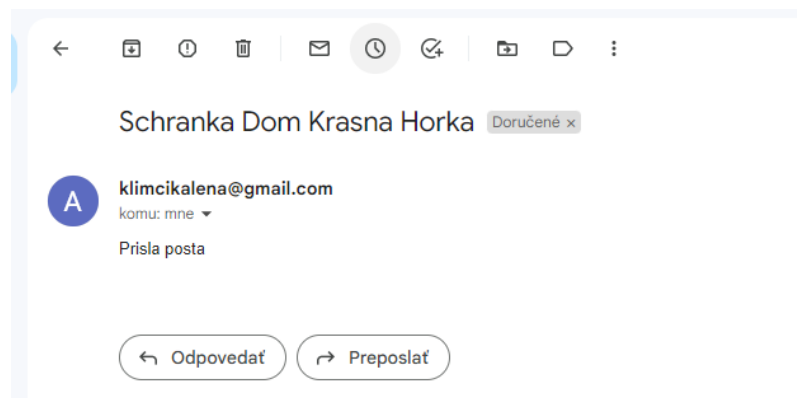 Schranka Dom Krasna Horka Doručené ×
A
klimcikalena@gmail.com
komu: mne
Prisla posta
Odpovedať Preposlať